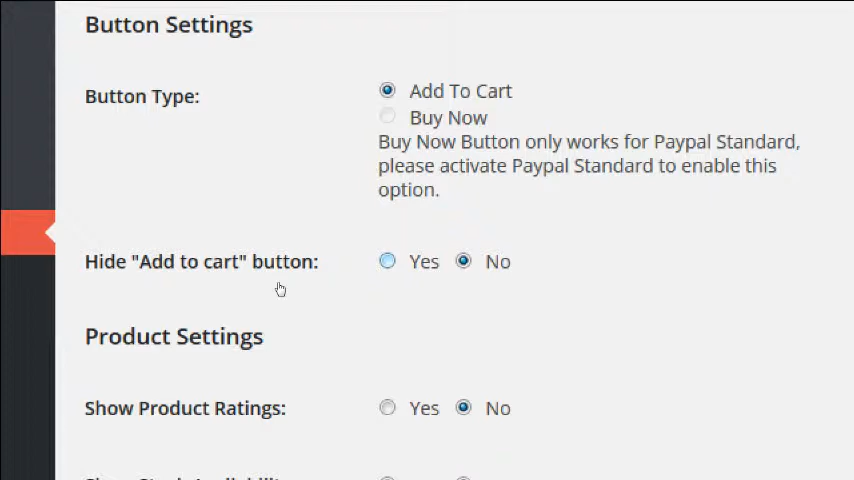 Button Settings
Button Type:
Add To Cart
Buy Now
Buy Now Button only works for Paypal Standard,
please activate Paypal Standard to enable this
option.
Hide "Add to cart" button:
Yes
No
Product Settings
Show Product Ratings:
Yes
No